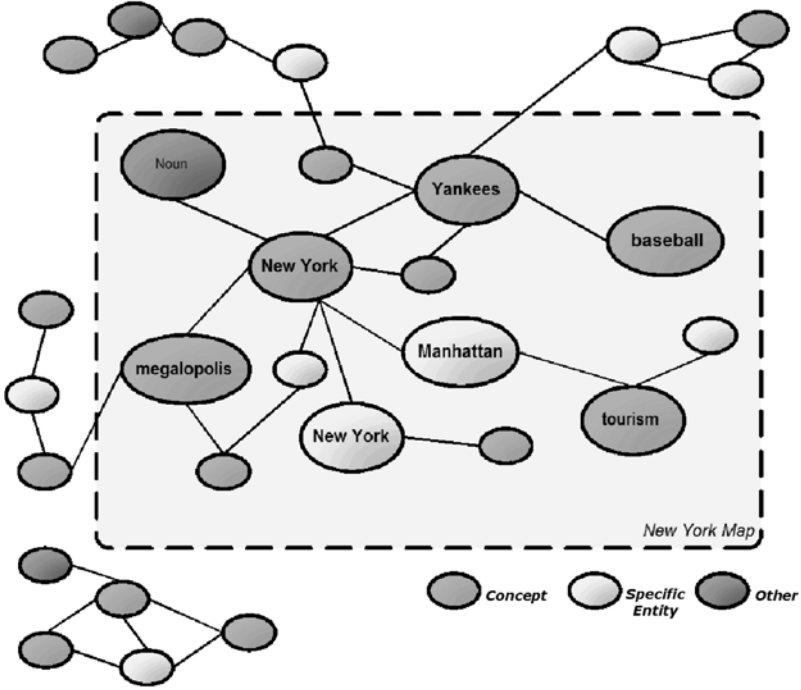 Noun
Yankees
baseball
New York
Manhattan
megalopolis
tourism
New York
New York Map
Concept
Specific
Entity
Other